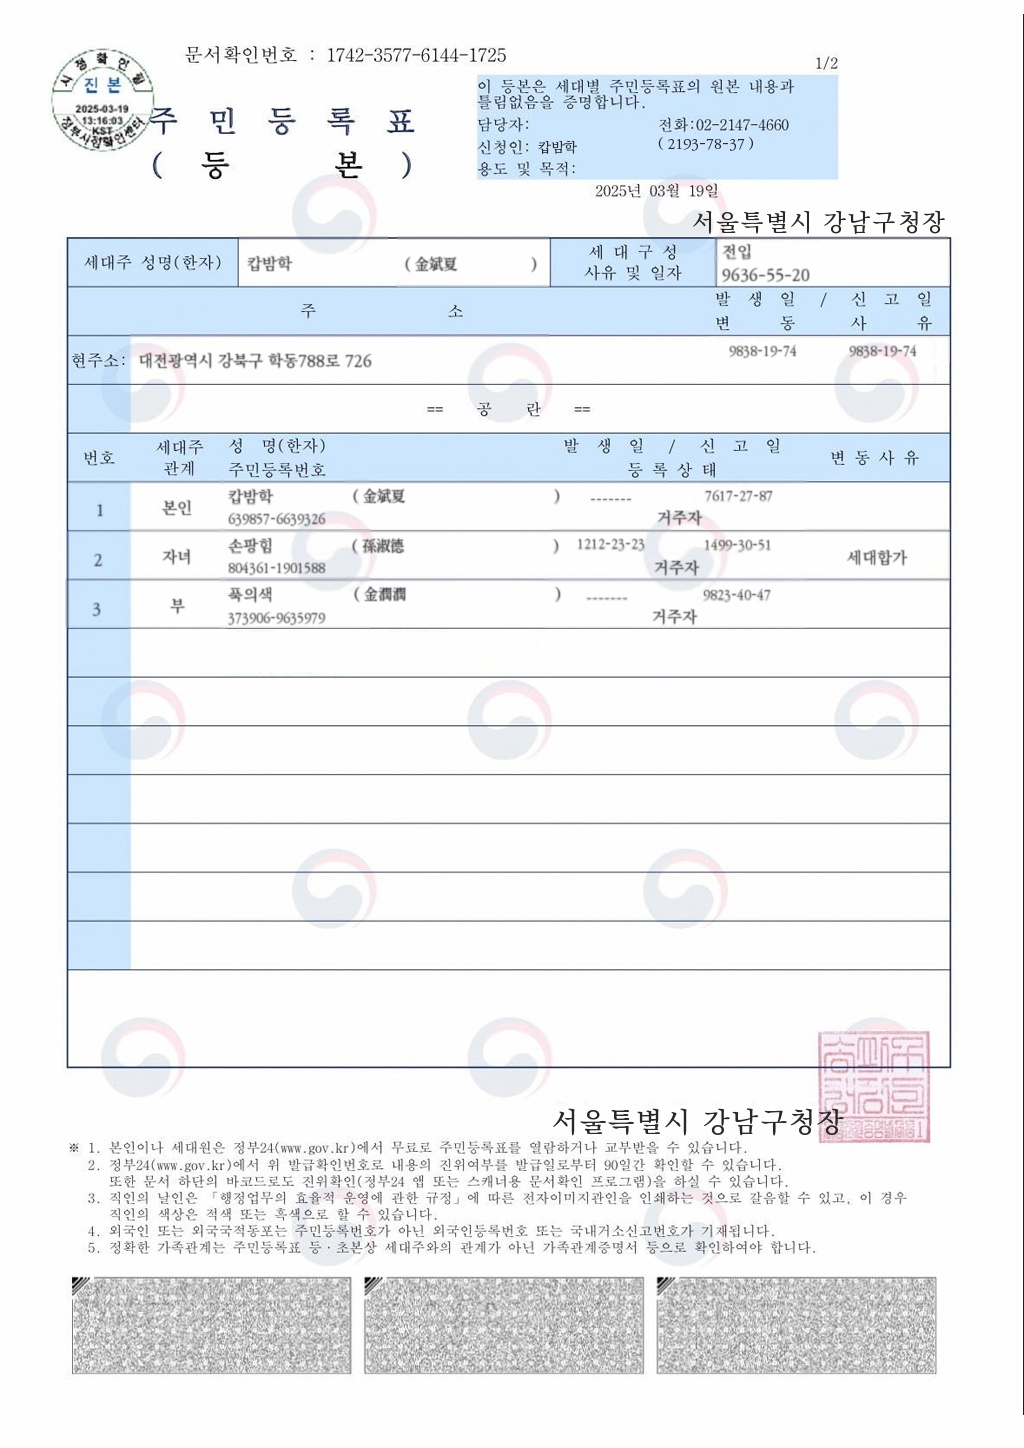 문서확인번호 : 1742-3577-6144-1725
1/2
시점확인필
진 본
2025-03-19
13:16:03
KST
정부시점확인센터
주 민 등 록 표
( 등 본 )
이 등본은 세대별 주민등록표의 원본 내용과
틀림없음을 증명합니다.
담당자: 전화:02-2147-4660
신청인: 캅밤학 ( 2193-78-37 )
용도 및 목적:
2025년 03월 19일
서울특별시 강남구청장
세대주 성명(한자) 캅밤학 ( 金斌夏 )
세 대 구 성
사유 및 일자
전입
9636-55-20
주 소
발 생 일 / 신 고 일
변 동 사 유
현주소: 대전광역시 강북구 학동788로 726 9838-19-74 9838-19-74
== 공 란 ==
번호
세대주
관계
성 명(한자)
주민등록번호
발 생 일 / 신 고 일
등 록 상 태
변 동 사 유
1 본인 캅밤학 ( 金斌夏 ) ------- 7617-27-87
639857-6639326 거주자
2 자녀 손팡힘 ( 孫淑德 ) 1212-23-23 1499-30-51 세대합가
804361-1901588 거주자
3 부 푹의색 ( 金潤潤 ) ------- 9823-40-47
373906-9635979 거주자
서울특별시 강남구청장
※ 1. 본인이나 세대원은 정부24(www.gov.kr)에서 무료로 주민등록표를 열람하거나 교부받을 수 있습니다.
2. 정부24(www.gov.kr)에서 위 발급확인번호로 내용의 진위여부를 발급일로부터 90일간 확인할 수 있습니다.
또한 문서 하단의 바코드로도 진위확인(정부24 앱 또는 스캐너용 문서확인 프로그램)을 하실 수 있습니다.
3. 직인의 날인은 「행정업무의 효율적 운영에 관한 규정」에 따른 전자이미지관인을 인쇄하는 것으로 갈음할 수 있고, 이 경우
직인의 색상은 적색 또는 흑색으로 할 수 있습니다.
4. 외국인 또는 외국국적동포는 주민등록번호가 아닌 외국인등록번호 또는 국내거소신고번호가 기재됩니다.
5. 정확한 가족관계는 주민등록표 등·초본상 세대주와의 관계가 아닌 가족관계증명서 등으로 확인하여야 합니다.